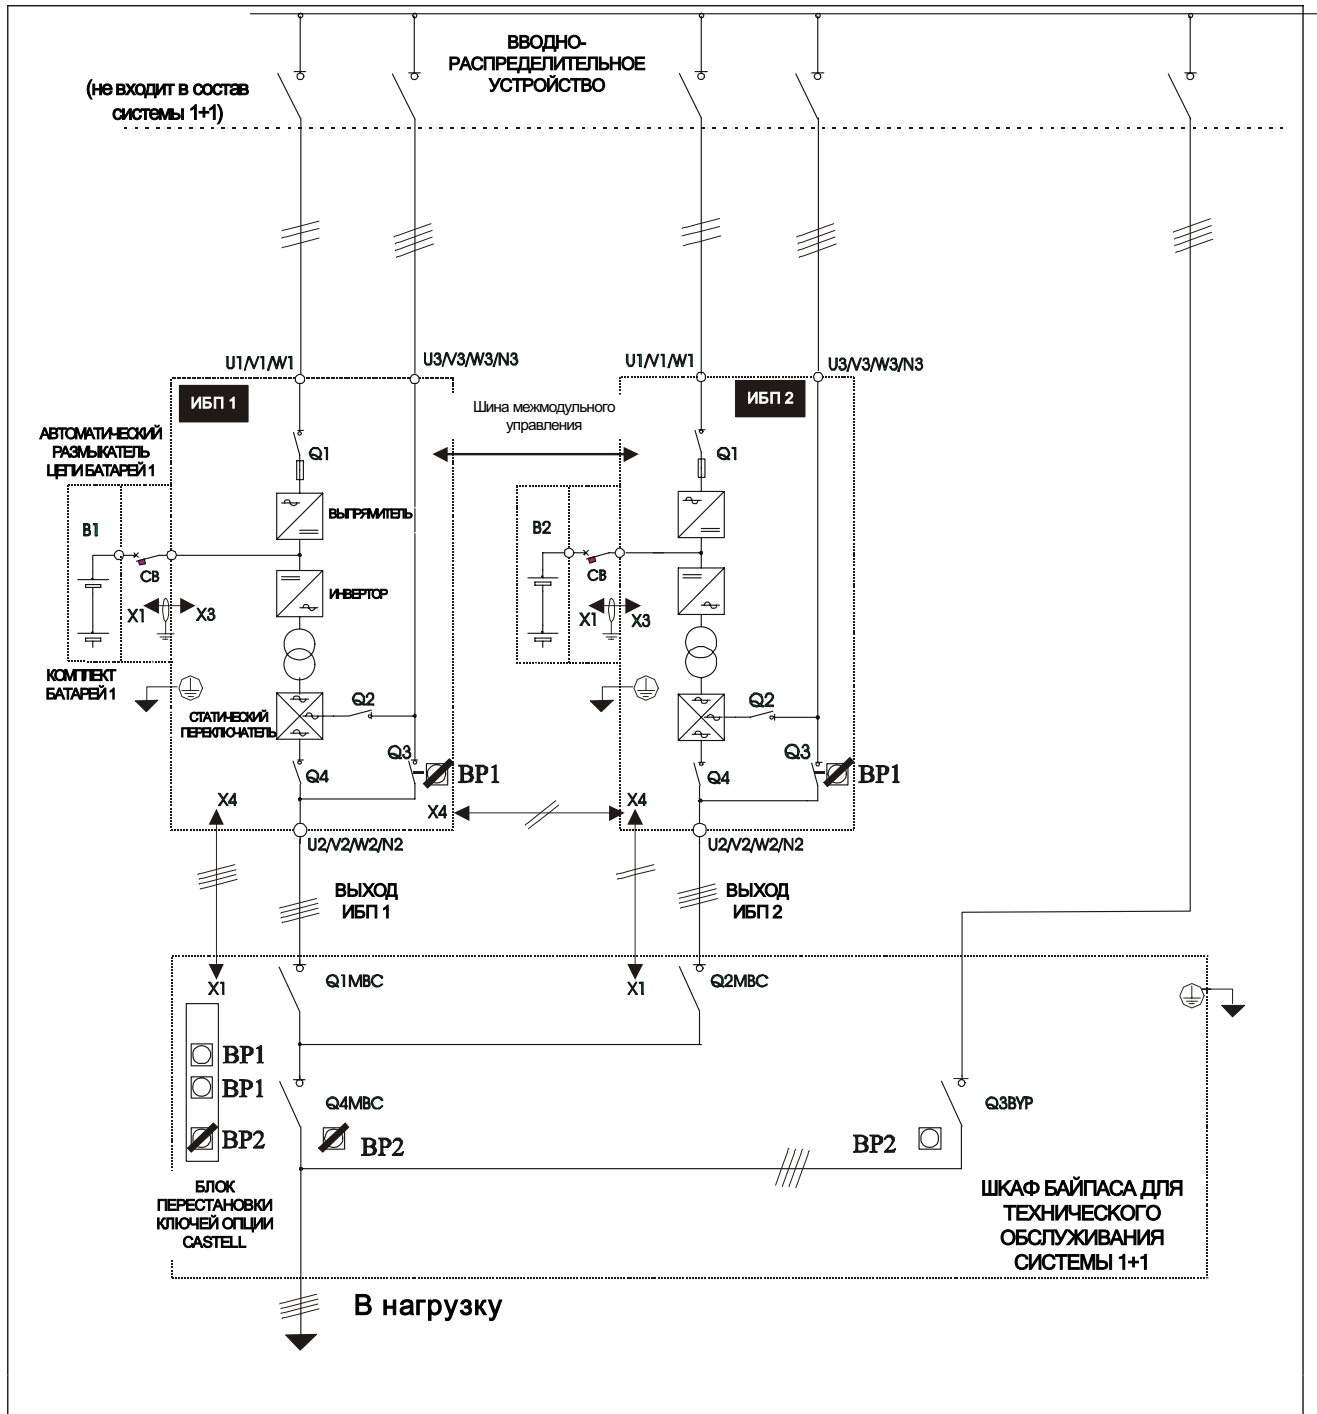 ВВОДНО-
РАСПРЕДЕЛИТЕЛЬНОЕ
УСТРОЙСТВО
(не входит в состав
системы 1+1)
U1/V1/W1
U3/V3/W3/N3
U1/V1/W1
U3/V3/W3/N3
ИБП 1
Шина межмодульного
управления
ИБП 2
АВТОМАТИЧЕСКИЙ
РАЗМЫКАТЕЛЬ
ЦЕПИ БАТАРЕЙ 1
Q1
Q1
ВЫПРЯМИТЕЛЬ
B1
B2
CB
CB
ИНВЕРТОР
X1
X3
X1
X3
КОМПЛЕКТ
БАТАРЕЙ 1
Q2
Q2
СТАТИЧЕСКИЙ
ПЕРЕКЛЮЧАТЕЛЬ
Q3
Q3
Q4
BP1
Q4
BP1
X4
X4
X4
U2/V2/W2/N2
U2/V2/W2/N2
ВЫХОД
ИБП 1
ВЫХОД
ИБП 2
X1
Q1MBC
X1
Q2MBC
BP1
BP1
Q4MBC
Q3BYP
BP2
BP2
BP2
БЛОК
ПЕРЕСТАНОВКИ
КЛЮЧЕЙ ОПЦИИ
CASTELL
ШКАФ БАЙПАСА ДЛЯ
ТЕХНИЧЕСКОГО
ОБСЛУЖИВАНИЯ
СИСТЕМЫ 1+1
В нагрузку